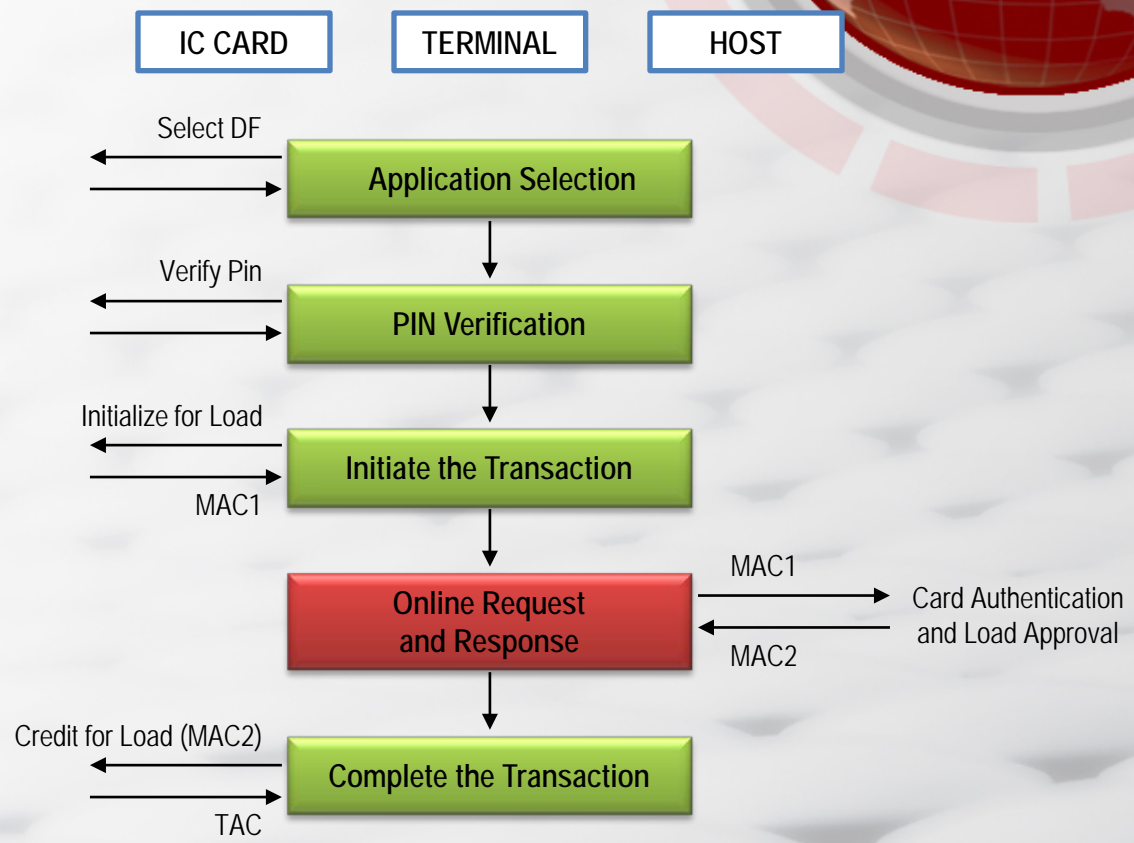 IC CARD
TERMINAL
HOST
Select DF
Application Selection
Verify Pin
PIN Verification
Initialize for Load
Initiate the Transaction
MAC1
Online Request
and Response
MAC1
MAC2
Card Authentication
and Load Approval
Credit for Load (MAC2)
Complete the Transaction
TAC